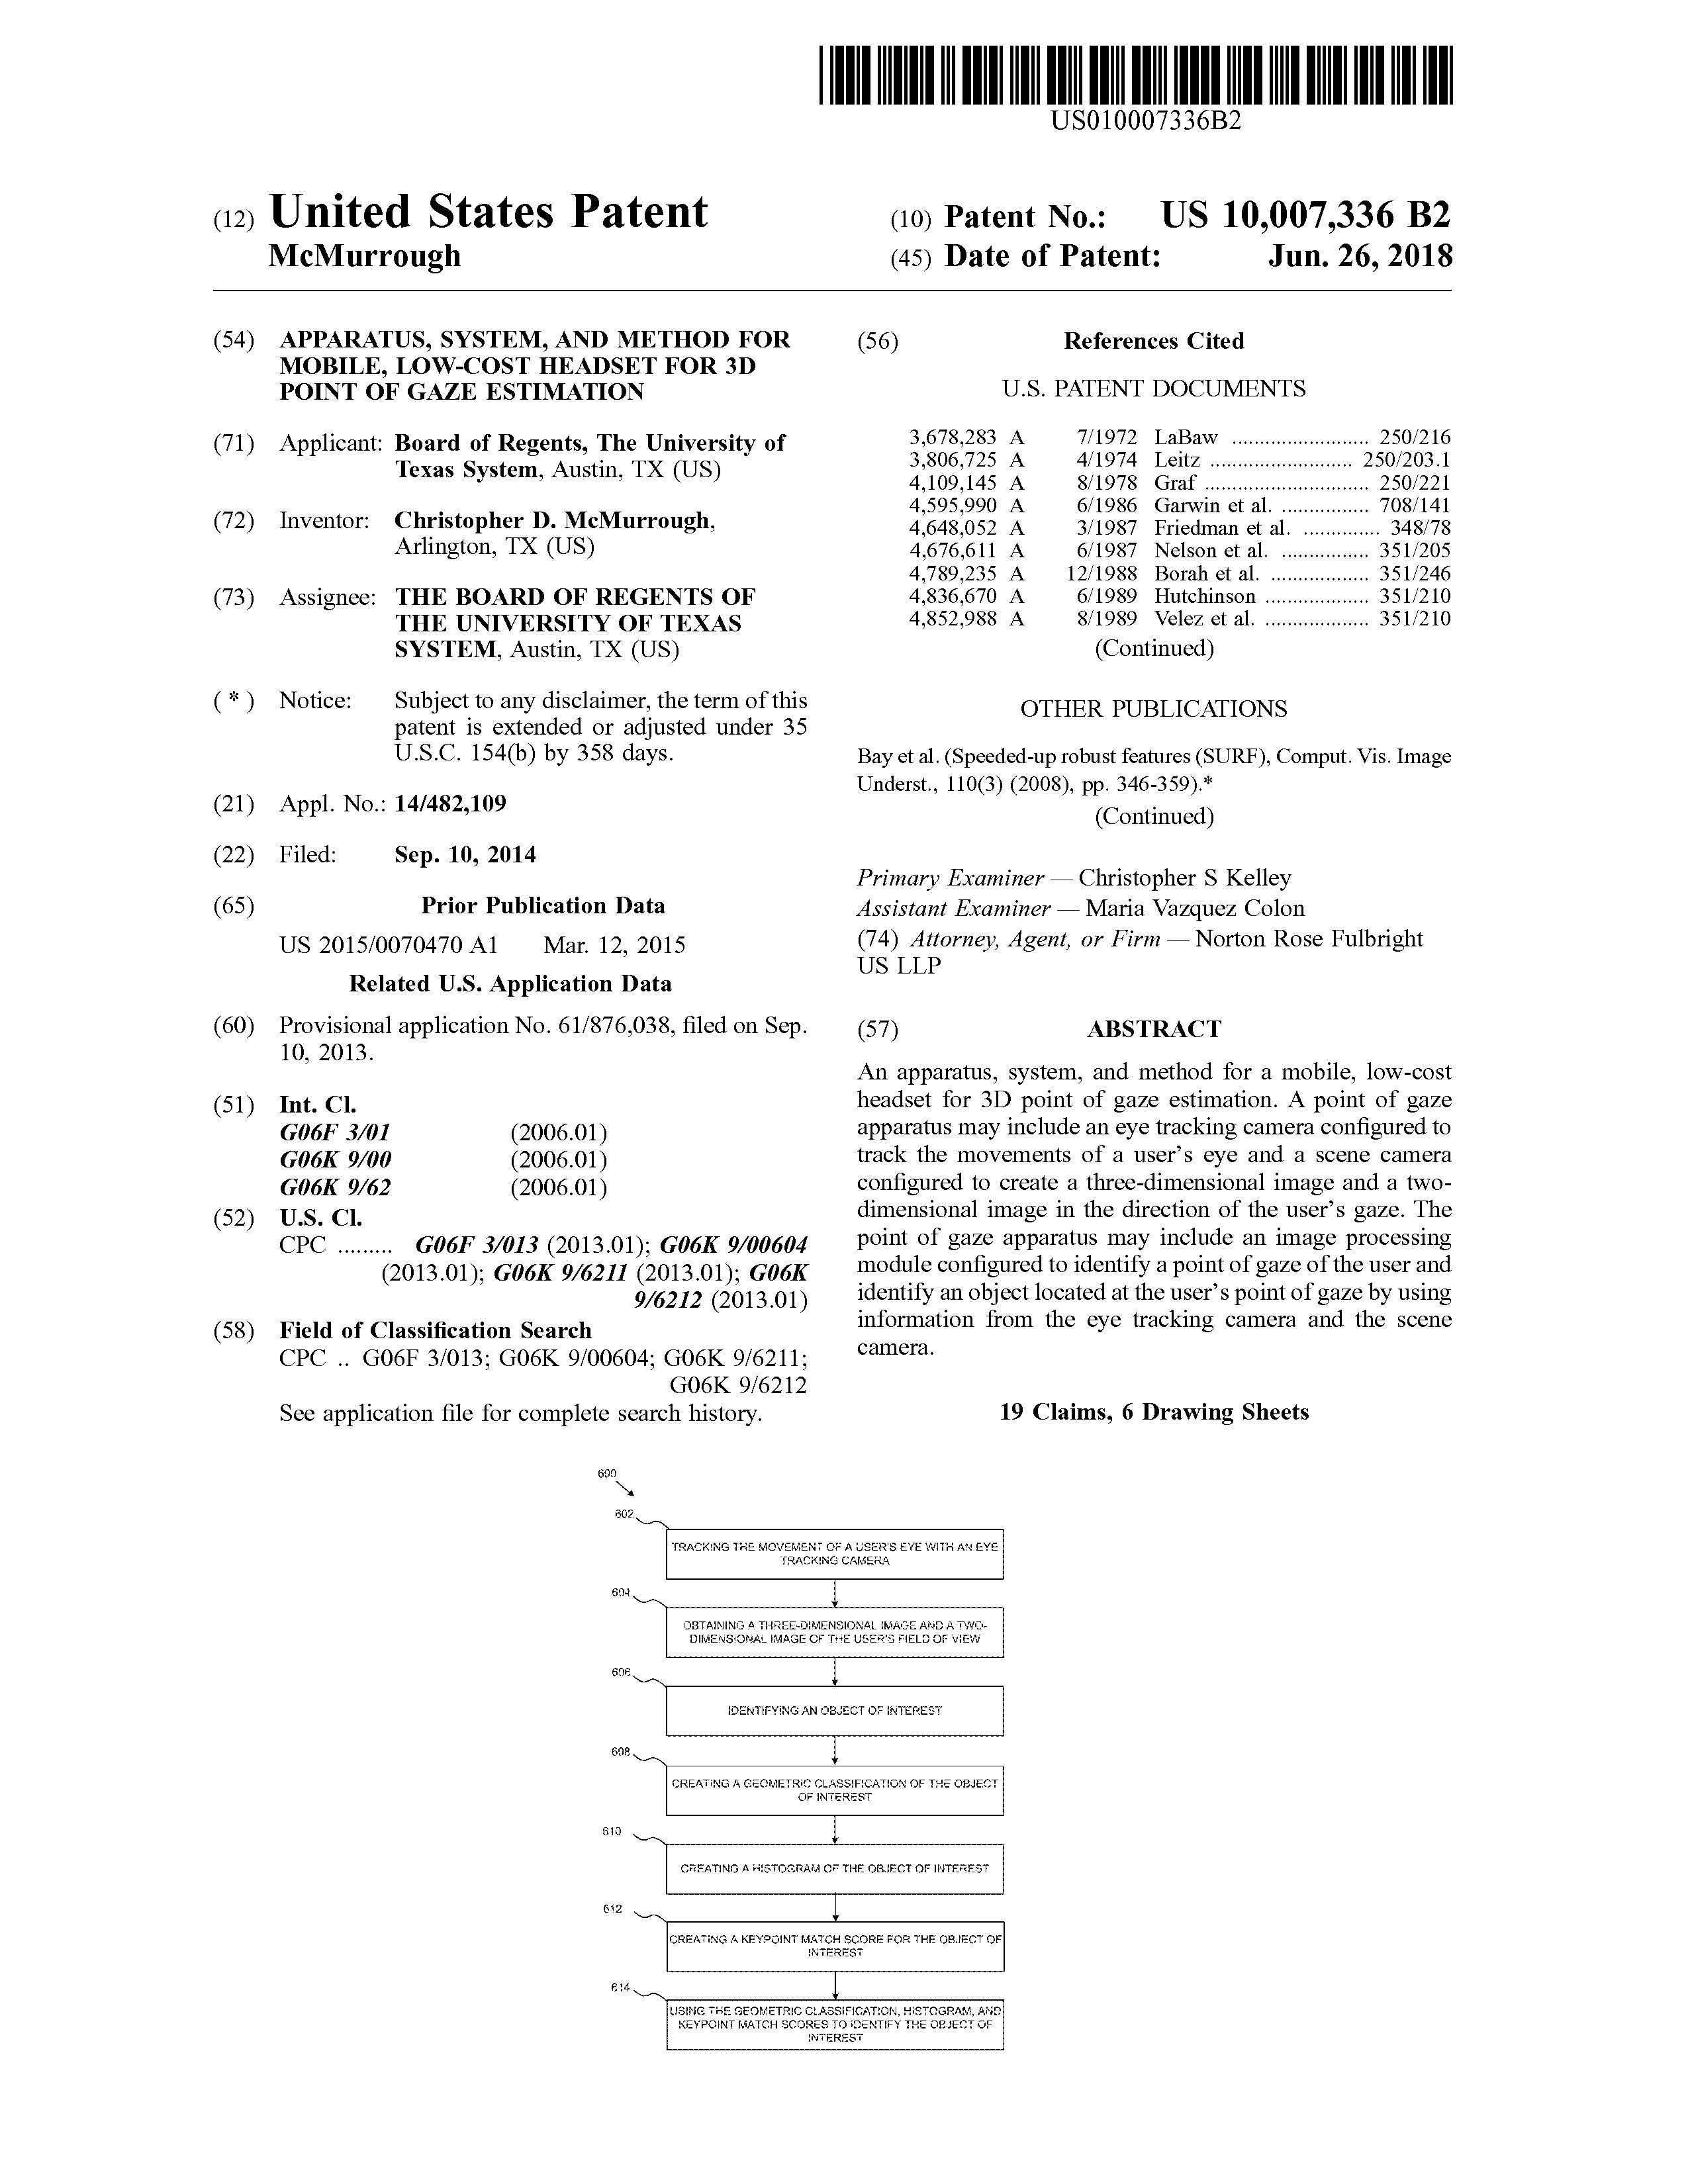 US010007336B2
(12) United States Patent
McMurrough
(10) Patent No.: US 10,007,336 B2
(45) Date of Patent: Jun. 26, 2018
(54) APPARATUS, SYSTEM, AND METHOD FOR
MOBILE, LOW-COST HEADSET FOR 3D
POINT OF GAZE ESTIMATION
(71) Applicant: Board of Regents, The University of
Texas System, Austin, TX (US)
(72) Inventor: Christopher D. McMurrough,
Arlington, TX (US)
(73) Assignee: THE BOARD OF REGENTS OF
THE UNIVERSITY OF TEXAS
SYSTEM, Austin, TX (US)
( * ) Notice: Subject to any disclaimer, the term of this
patent is extended or adjusted under 35
U.S.C. 154(b) by 358 days.
(21) Appl. No.: 14/482,109
(22) Filed: Sep. 10, 2014
(65) Prior Publication Data
US 2015/0070470 A1 Mar. 12, 2015
Related U.S. Application Data
(60) Provisional application No. 61/876,038, filed on Sep.
10, 2013.
(51) Int. Cl.
G06F 3/01 (2006.01)
G06K 9/00 (2006.01)
G06K 9/62 (2006.01)
(52) U.S. Cl.
CPC ......... G06F 3/013 (2013.01); G06K 9/00604
(2013.01); G06K 9/6211 (2013.01); G06K
9/6212 (2013.01)
(58) Field of Classification Search
CPC .. G06F 3/013; G06K 9/00604; G06K 9/6211;
G06K 9/6212
See application file for complete search history.
(56) References Cited
U.S. PATENT DOCUMENTS
3,678,283 A 7/1972 LaBaw ......................... 250/216
3,806,725 A 4/1974 Leitz .......................... 250/203.1
4,109,145 A 8/1978 Graf .............................. 250/221
4,595,990 A 6/1986 Garwin et al. ................ 708/141
4,648,052 A 3/1987 Friedman et al. .............. 348/78
4,676,611 A 6/1987 Nelson et al. ................ 351/205
4,789,235 A 12/1988 Borah et al. .................. 351/246
4,836,670 A 6/1989 Hutchinson ................... 351/210
4,852,988 A 8/1989 Velez et al. ................... 351/210
(Continued)
OTHER PUBLICATIONS
Bay et al. (Speeded-up robust features (SURF), Comput. Vis. Image
Underst., 110(3) (2008), pp. 346-359).*
(Continued)
Primary Examiner — Christopher S Kelley
Assistant Examiner — Maria Vazquez Colon
(74) Attorney, Agent, or Firm — Norton Rose Fulbright
US LLP
(57) ABSTRACT
An apparatus, system, and method for a mobile, low-cost
headset for 3D point of gaze estimation. A point of gaze
apparatus may include an eye tracking camera configured to
track the movements of a user's eye and a scene camera
configured to create a three-dimensional image and a two-
dimensional image in the direction of the user's gaze. The
point of gaze apparatus may include an image processing
module configured to identify a point of gaze of the user and
identify an object located at the user's point of gaze by using
information from the eye tracking camera and the scene
camera.
19 Claims, 6 Drawing Sheets
600
602
TRACKING THE MOVEMENT OF A USER'S EYE WITH AN EYE
TRACKING CAMERA
604
OBTAINING A THREE-DIMENSIONAL IMAGE AND A TWO-
DIMENSIONAL IMAGE OF THE USER'S FIELD OF VIEW
606
IDENTIFYING AN OBJECT OF INTEREST
608
CREATING A GEOMETRIC CLASSIFICATION OF THE OBJECT
OF INTEREST
610
CREATING A HISTOGRAM OF THE OBJECT OF INTEREST
612
CREATING A KEYPOINT MATCH SCORE FOR THE OBJECT OF
INTEREST
614
USING THE GEOMETRIC CLASSIFICATION, HISTOGRAM, AND
KEYPOINT MATCH SCORES TO IDENTIFY THE OBJECT OF
INTEREST